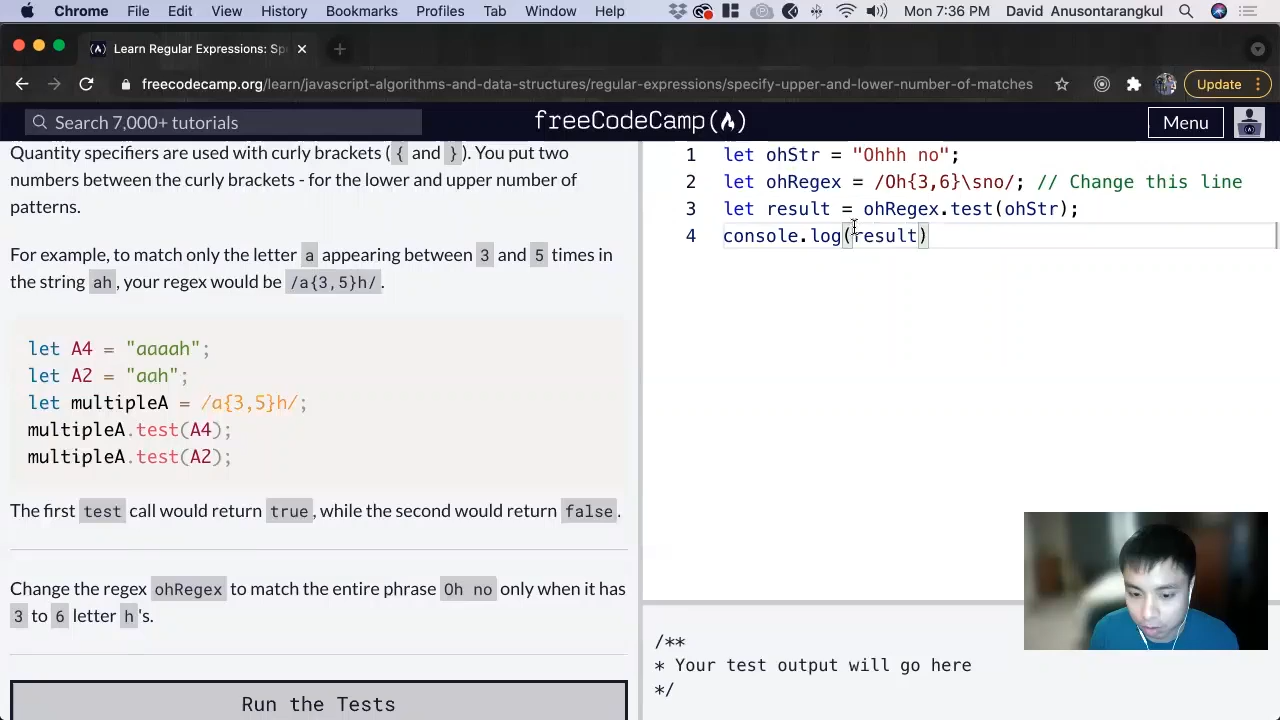 Chrome File Edit View History Bookmarks Profiles Tab Window Help Mon 7:36 PM David Anusontarangkul
Learn Regular Expressions: Spe
freecodecamp.org/learn/javascript-algorithms-and-data-structures/regular-expressions/specify-upper-and-lower-number-of-matches Update
Search 7,000+ tutorials freeCodeCamp Menu
Quantity specifiers are used with curly brackets ( { and } ). You put two
numbers between the curly brackets - for the lower and upper number of
patterns.
For example, to match only the letter a appearing between 3 and 5 times in
the string ah, your regex would be /a{3,5}h/.
let A4 = "aaaah";
let A2 = "aah";
let multipleA = /a{3,5}h/;
multipleA.test(A4);
multipleA.test(A2);
The first test call would return true, while the second would return false.
Change the regex ohRegex to match the entire phrase Oh no only when it has
3 to 6 letter h's.
Run the Tests
1 let ohStr = "Ohhh no";
2 let ohRegex = /Oh{3,6}\sno/; // Change this line
3 let result = ohRegex.test(ohStr);
4 console.log(result)
/**
* Your test output will go here
*/